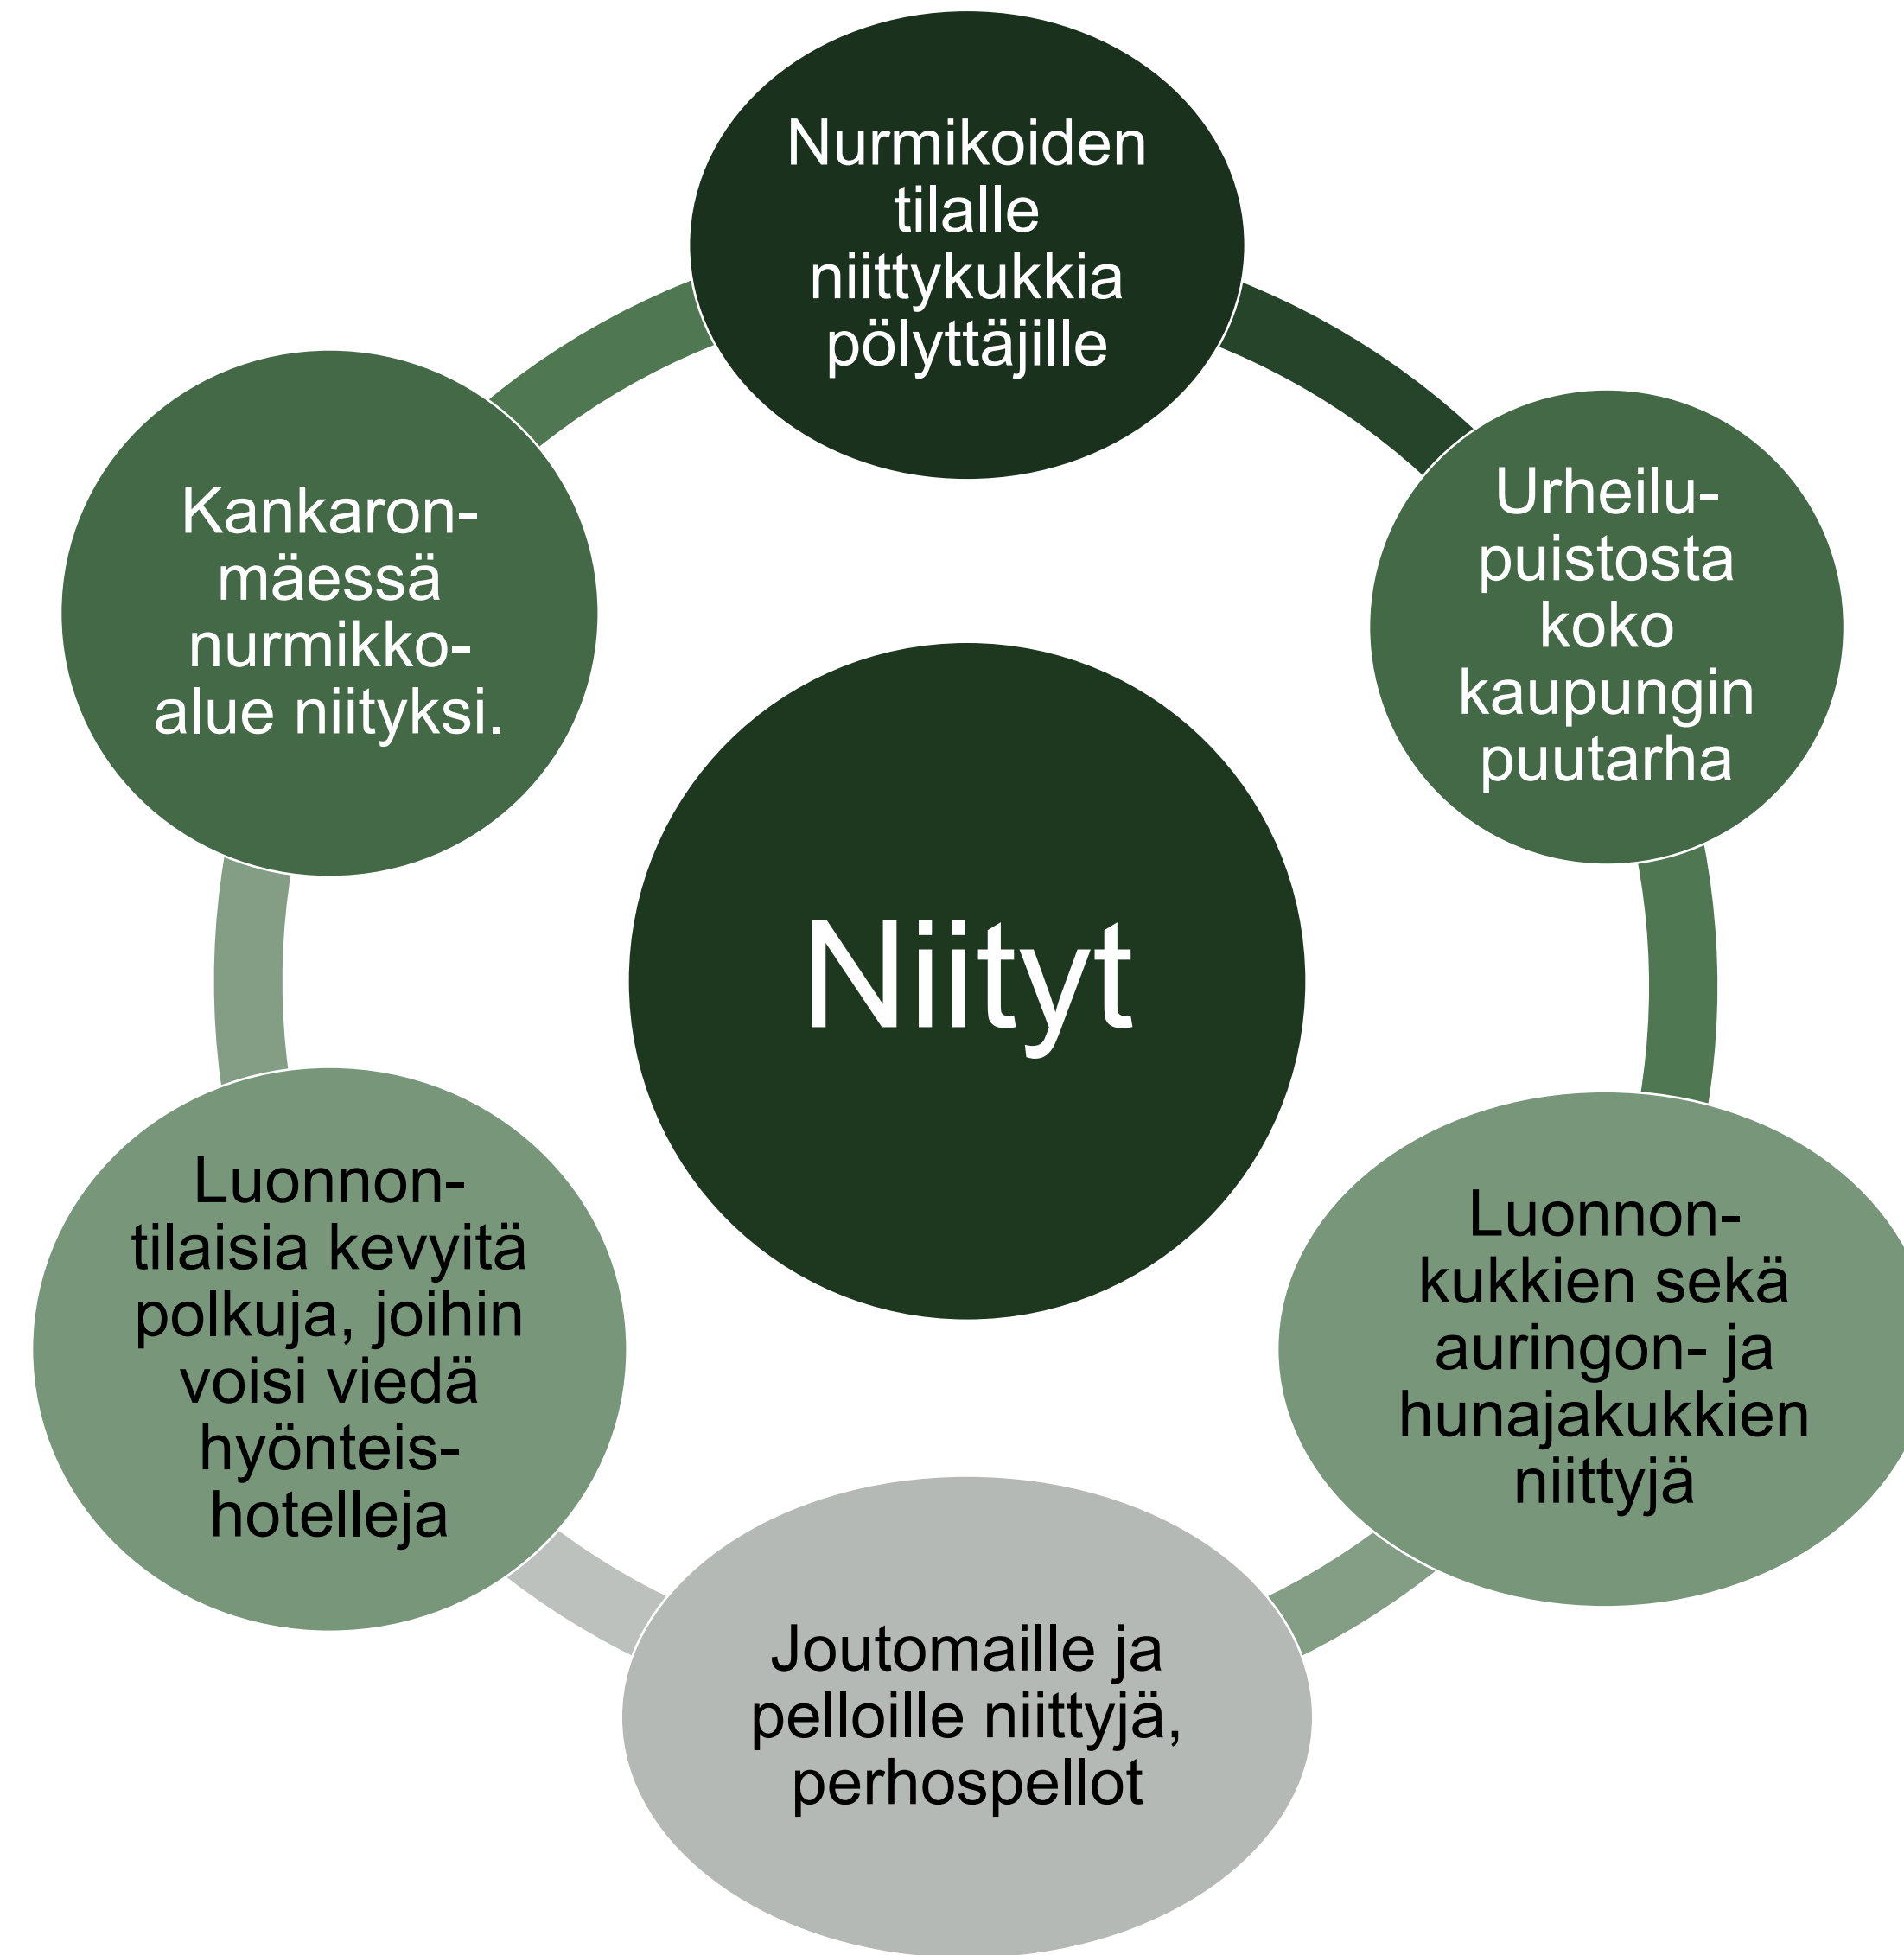 Nurmikoiden
tilalle
niittykukkia
pölyttäjille
Urheilu-
puistosta
koko
kaupungin
puutarha
Luonnon-
kukkien sekä
auringon- ja
hunajakukkien
niittyjä
Joutomaille ja
pelloille niittyjä,
perhospellot
Luonnon-
tilaisia kevyitä
polkuja, joihin
voisi viedä
hyönteis-
hotelleja
Kankaron-
mäessä
nurmikko-
alue niityksi.
Niityt